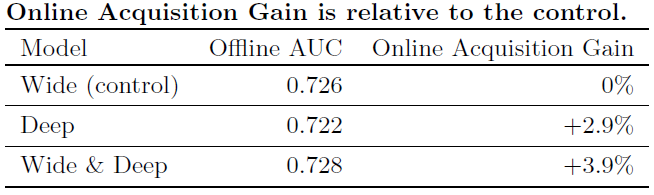 Online Acquisition Gain is relative to the control.
Model Offline AUC Online Acquisition Gain
Wide (control) 0.726 0%
Deep 0.722 +2.9%
Wide & Deep 0.728 +3.9%